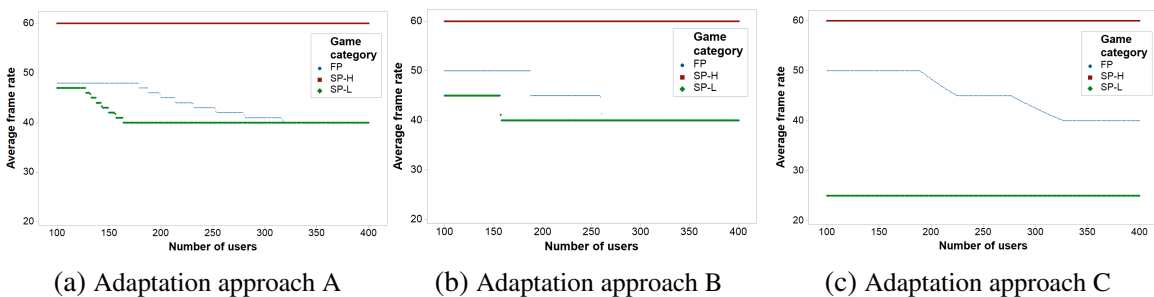 60
50
40
30
20
Average frame rate
100
150
200
250
300
350
400
Number of users
Game
category
FP
SP-H
SP-L
(a) Adaptation approach A
60
50
40
30
20
Average frame rate
100
150
200
250
300
350
400
Number of users
Game
category
FP
SP-H
SP-L
(b) Adaptation approach B
60
50
40
30
20
Average frame rate
100
150
200
250
300
350
400
Number of users
Game
category
FP
SP-H
SP-L
(c) Adaptation approach C